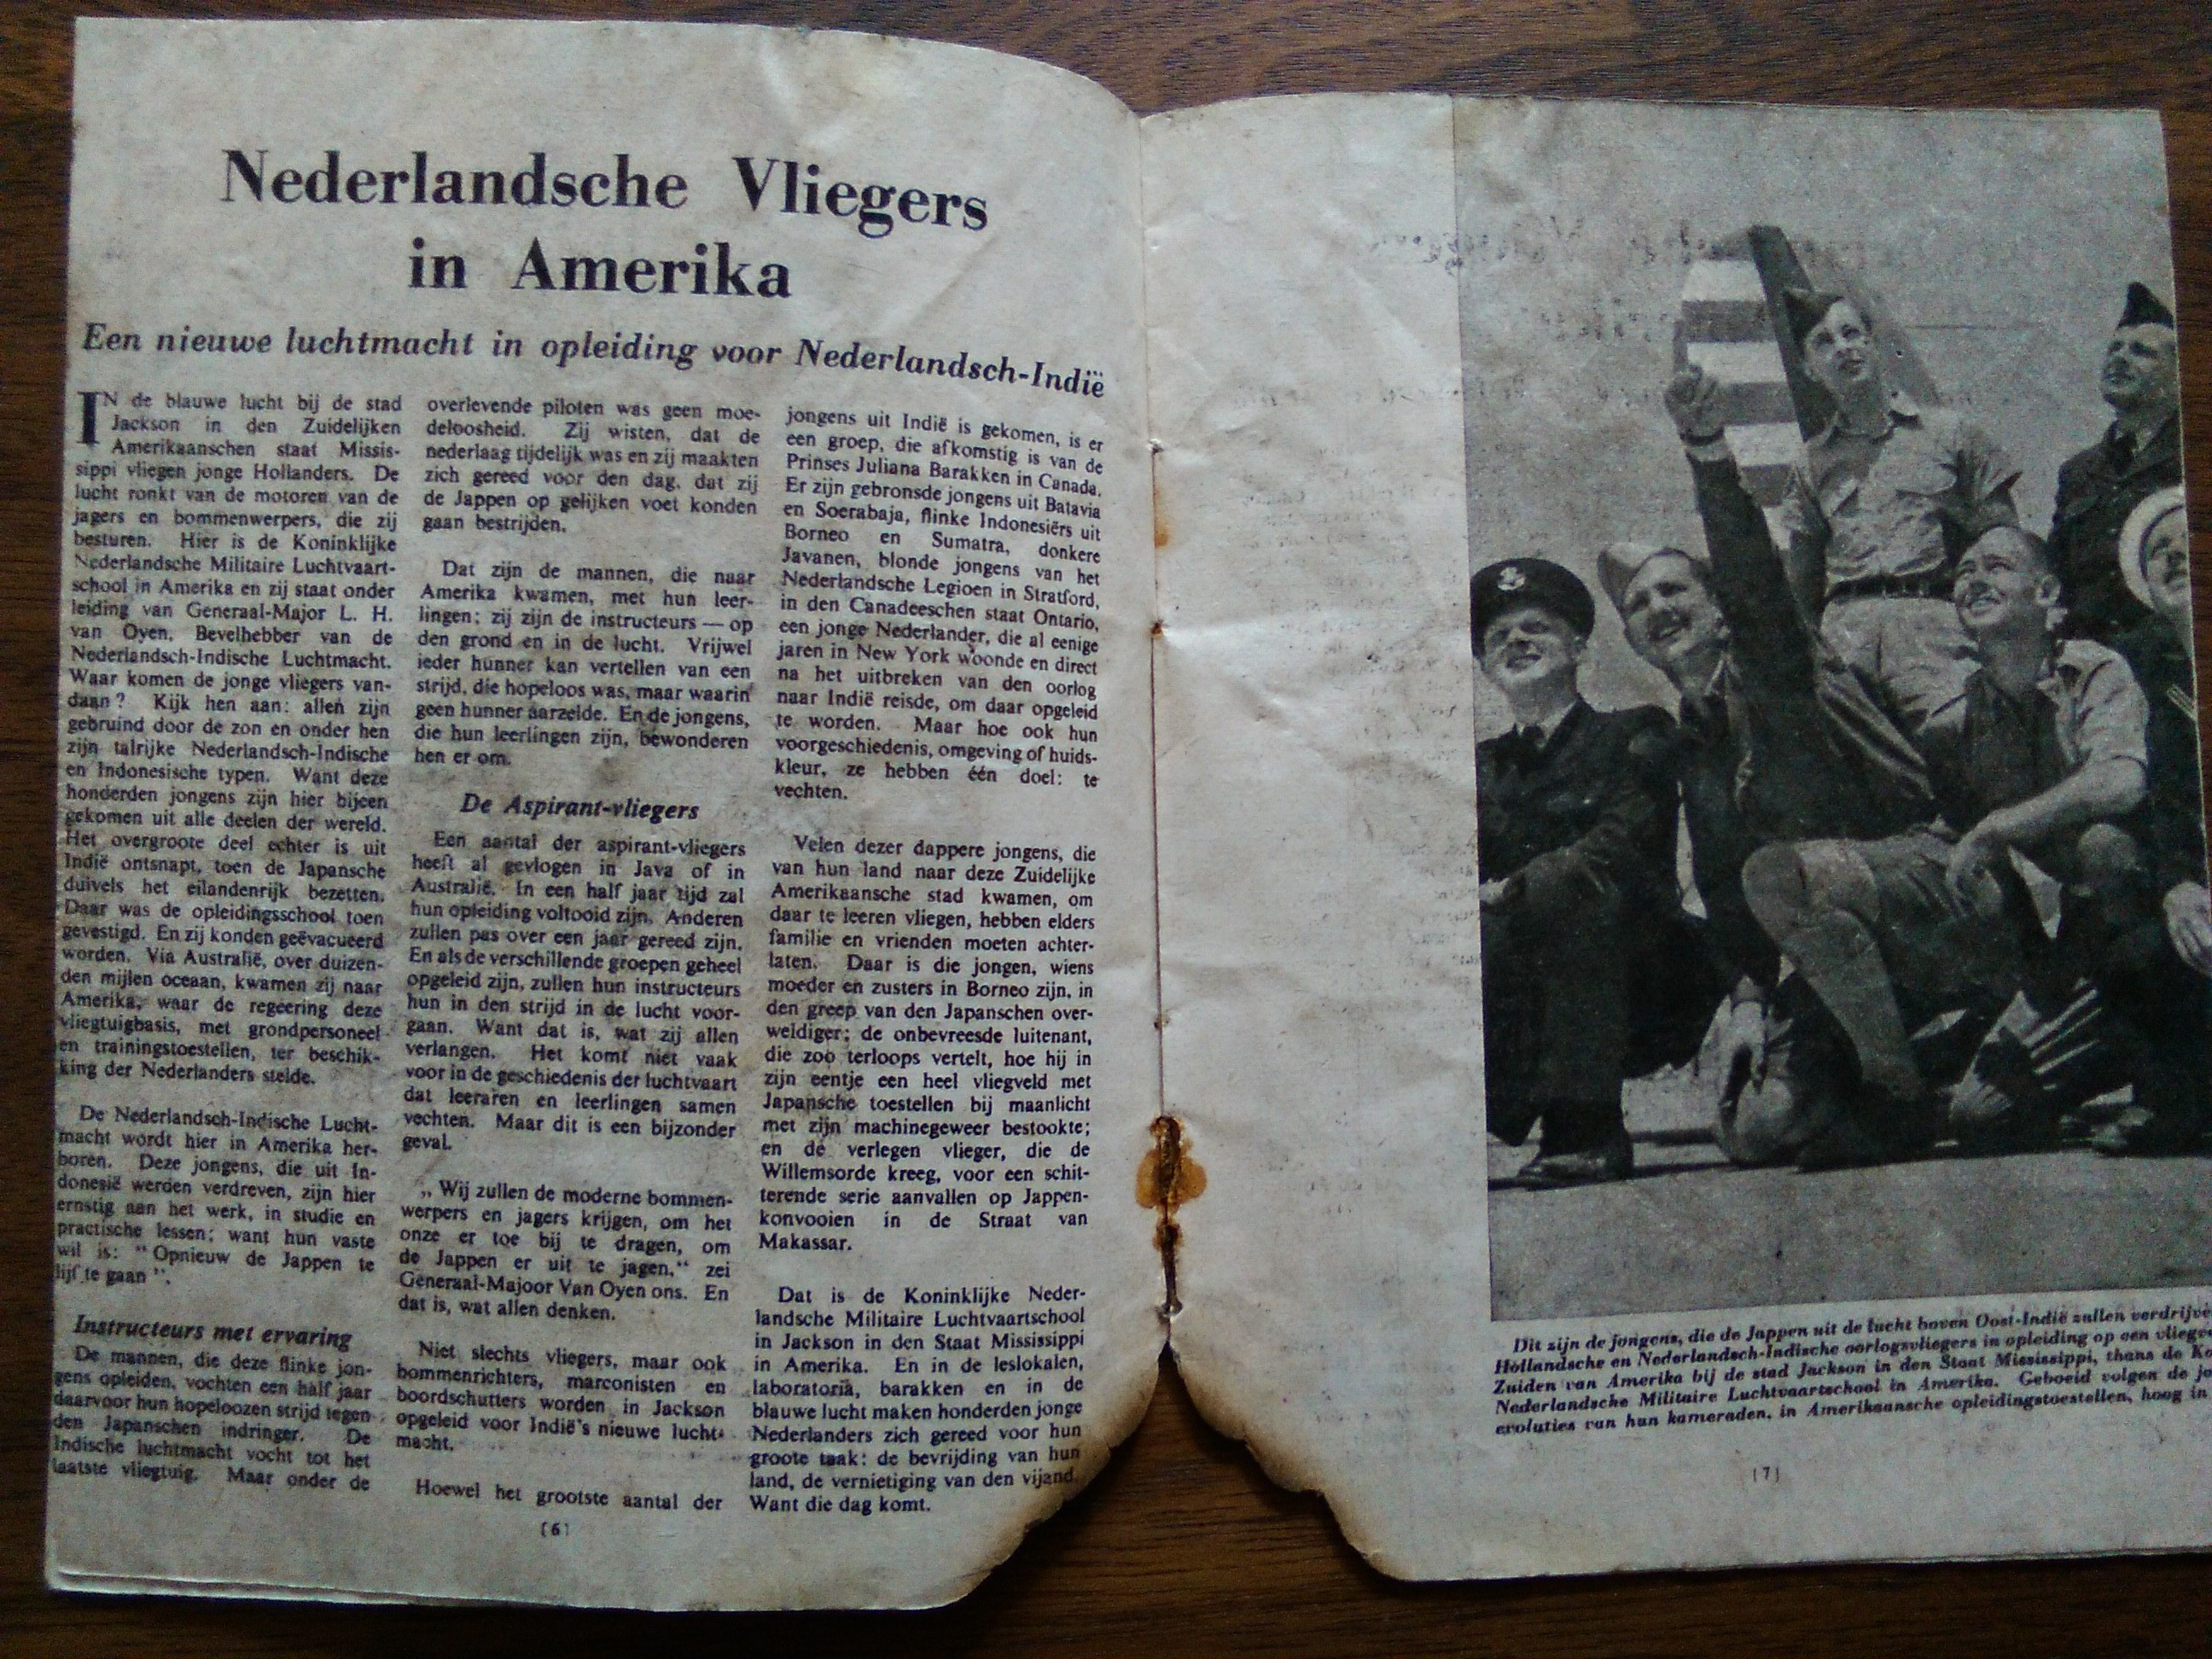 Nederlandsche Vliegers
in Amerika
Een nieuwe luchtmacht in opleiding voor Nederlandsch-Indië
IN de blauwe lucht bij de stad
Jackson in den Zuidelijken
Amerikaanschen staat Missis-
sippi vliegen jonge Hollanders. De
lucht ronkt van de motoren van de
jagers en bommenwerpers, die zij
besturen. Hier is de Koninklijke
Nederlandsche Militaire Luchtvaart-
school in Amerika en zij staat onder
leiding van Generaal-Major L. H.
van Oyen, Bevelhebber van de
Nederlandsch-Indische Luchtmacht.
Waar komen de jonge vliegers van-
daan? Kijk hen aan: allen zijn
gebruind door de zon en onder hen
zijn talrijke Nederlandsch-Indische
en Indonesische typen. Want deze
honderden jongens zijn hier bijeen
gekomen uit alle deelen der wereld.
Het overgroote deel echter is uit
Indië ontsnapt, toen de Japansche
duivels het eilandenrijk bezetten.
Daar was de opleidingsschool toen
gevestigd. En zij konden geëvacueerd
worden. Via Australië, over duizen-
den mijlen oceaan, kwamen zij naar
Amerika, waar de regeering deze
vliegtuigbasis, met grondpersoneel
en trainingstoestellen, ter beschik-
king der Nederlanders stelde.
De Nederlandsch-Indische Lucht-
macht wordt hier in Amerika her-
boren. Deze jongens, die uit In-
donesië werden verdreven, zijn hier
ernstig aan het werk, in studie en
practische lessen; want hun vaste
wil is: "Opnieuw de Jappen te
lijf te gaan".
Instructeurs met ervaring
De mannen, die deze flinke jon-
gens opleiden, vochten een half jaar
daarvoor hun hopeloozen strijd tegen
den Japanschen indringer. De
Indische luchtmacht vocht tot het
laatste vliegtuig. Maar onder de
overlevende piloten was geen moe-
deloosheid. Zij wisten, dat de
nederlaag tijdelijk was en zij maakten
zich gereed voor den dag, dat zij
de Jappen op gelijken voet konden
gaan bestrijden.
Dat zijn de mannen, die naar
Amerika kwamen, met hun leer-
lingen; zij zijn de instructeurs — op
den grond en in de lucht. Vrijwel
ieder hunner kan vertellen van een
strijd, die hopeloos was, maar waarin
geen hunner aarzelde. En de jongens,
die hun leerlingen zijn, bewonderen
hen er om.
De Aspirant-vliegers
Een aantal der aspirant-vliegers
heeft al gevlogen in Java of in
Australië. In een half jaar tijd zal
hun opleiding voltooid zijn. Anderen
zullen pas over een jaar gereed zijn.
En als de verschillende groepen geheel
opgeleid zijn, zullen hun instructeurs
hun in den strijd in de lucht voor-
gaan. Want dat is, wat zij allen
verlangen. Het komt niet vaak
voor in de geschiedenis der luchtvaart
dat leeraren en leerlingen samen
vechten. Maar dit is een bijzonder
geval.
„ Wij zullen de moderne bommen-
werpers en jagers krijgen, om het
onze er toe bij te dragen, om
de Jappen er uit te jagen," zei
Generaal-Majoor Van Oyen ons. En
dat is, wat allen denken.
Niet slechts vliegers, maar ook
bommenrichters, marconisten en
boordschutters worden in Jackson
opgeleid voor Indië's nieuwe lucht-
macht.
Hoewel het grootste aantal der
jongens uit Indië is gekomen, is er
een groep, die afkomstig is van de
Prinses Juliana Barakken in Canada.
Er zijn gebronsde jongens uit Batavia
en Soerabaja, flinke Indonesiërs uit
Borneo en Sumatra, donkere
Javanen, blonde jongens van het
Nederlandsche Legioen in Stratford,
in den Canadeeschen staat Ontario,
een jonge Nederlander, die al eenige
jaren in New York woonde en direct
na het uitbreken van den oorlog
naar Indië reisde, om daar opgeleid
te worden. Maar hoe ook hun
voorgeschiedenis, omgeving of huids-
kleur, ze hebben één doel: te
vechten.
Velen dezer dappere jongens, die
van hun land naar deze Zuidelijke
Amerikaansche stad kwamen, om
daar te leeren vliegen, hebben elders
familie en vrienden moeten achter-
laten. Daar is die jongen, wiens
moeder en zusters in Borneo zijn, in
den greep van den Japanschen over-
weldiger; de onbevreesde luitenant,
die zoo terloops vertelt, hoe hij in
zijn eentje een heel vliegveld met
Japansche toestellen bij maanlicht
met zijn machinegeweer bestookte;
en de verlegen vlieger, die de
Willemsorde kreeg, voor een schit-
terende serie aanvallen op Jappen-
konvooien in de Straat van
Makassar.
Dat is de Koninklijke Neder-
landsche Militaire Luchtvaartschool
in Jackson in den Staat Mississippi
in Amerika. En in de leslokalen,
laboratoria, barakken en in de
blauwe lucht maken honderden jonge
Nederlanders zich gereed voor hun
groote taak: de bevrijding van hun
land, de vernietiging van den vijand.
Want die dag komt.
[6]
Dit zijn de jongens, die de Jappen uit de lucht boven Oost-Indië zullen
Hollandsche en Nederlandsch-Indische oorlogsvliegers in opleiding op een
Zuiden van Amerika bij de stad Jackson in den Staat Mississippi, thans de
Nederlandsche Militaire Luchtvaartschool in Amerika. Geboeid volgen de
evoluties van hun kameraden, in Amerikaansche opleidingstoestellen, hoog in
[7]